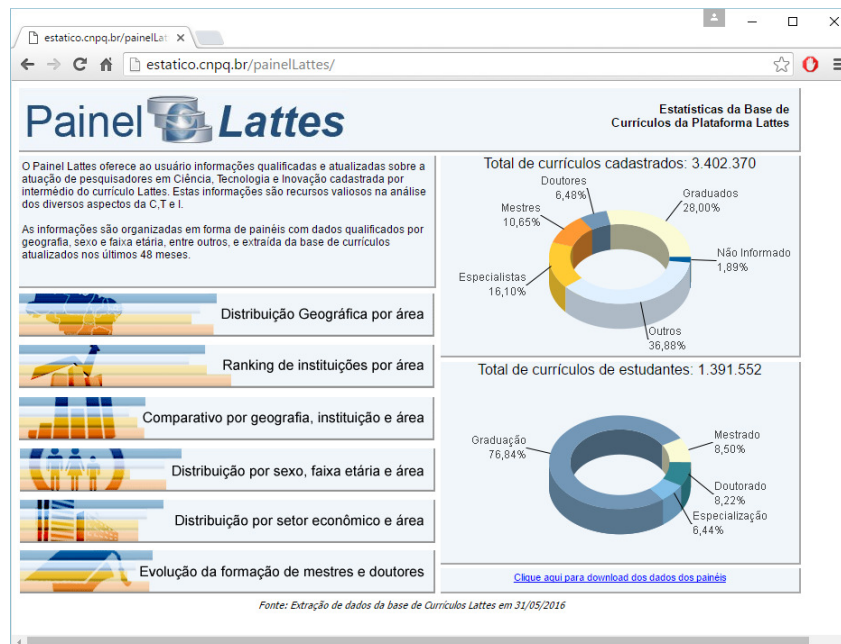 estatico.cnpq.br/painelLat
estatico.cnpq.br/painelLattes/
Painel Lattes
Estatísticas da Base de
Currículos da Plataforma Lattes
O Painel Lattes oferece ao usuário informações qualificadas e atualizadas sobre a
atuação de pesquisadores em Ciência, Tecnologia e Inovação cadastrada por
intermédio do currículo Lattes. Estas informações são recursos valiosos na análise
dos diversos aspectos da C,T e I.
As informações são organizadas em forma de painéis com dados qualificados por
geografia, sexo e faixa etária, entre outros, e extraída da base de currículos
atualizados nos últimos 48 meses.
Distribuição Geográfica por área
Ranking de instituições por área
Comparativo por geografia, instituição e área
Distribuição por sexo, faixa etária e área
Distribuição por setor econômico e área
Evolução da formação de mestres e doutores
Total de currículos cadastrados: 3.402.370
Doutores
6,48%
Graduados
28,00%
Mestres
10,65%
Não Informado
1,89%
Especialistas
16,10%
Outros
36,88%
Total de currículos de estudantes: 1.391.552
Graduação
76,84%
Mestrado
8,50%
Doutorado
8,22%
Especialização
6,44%
Clique aqui para download dos dados dos painéis
Fonte: Extração de dados da base de Currículos Lattes em 31/05/2016